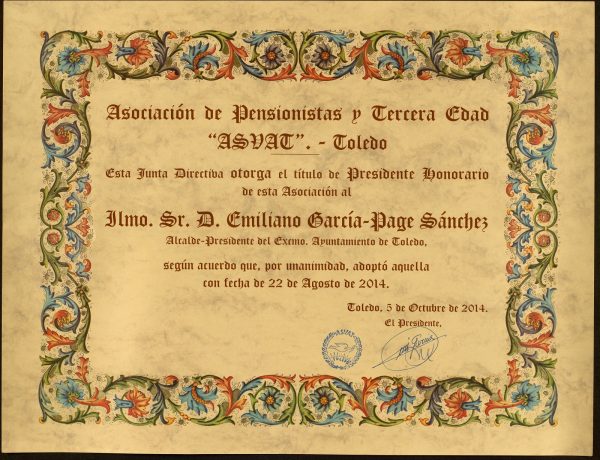 Asociación de Pensionistas y Tercera Edad
“ASVAT”. - Toledo
Esta Junta Directiva otorga el título de Presidente Honorario
de esta Asociación al
Ilmo. Sr. D. Emiliano García-Page Sánchez
Alcalde-Presidente del Excmo. Ayuntamiento de Toledo,
según acuerdo que, por unanimidad, adoptó aquella
con fecha de 22 de Agosto de 2014.
Toledo, 5 de Octubre de 2014.
El Presidente,
ASVAT